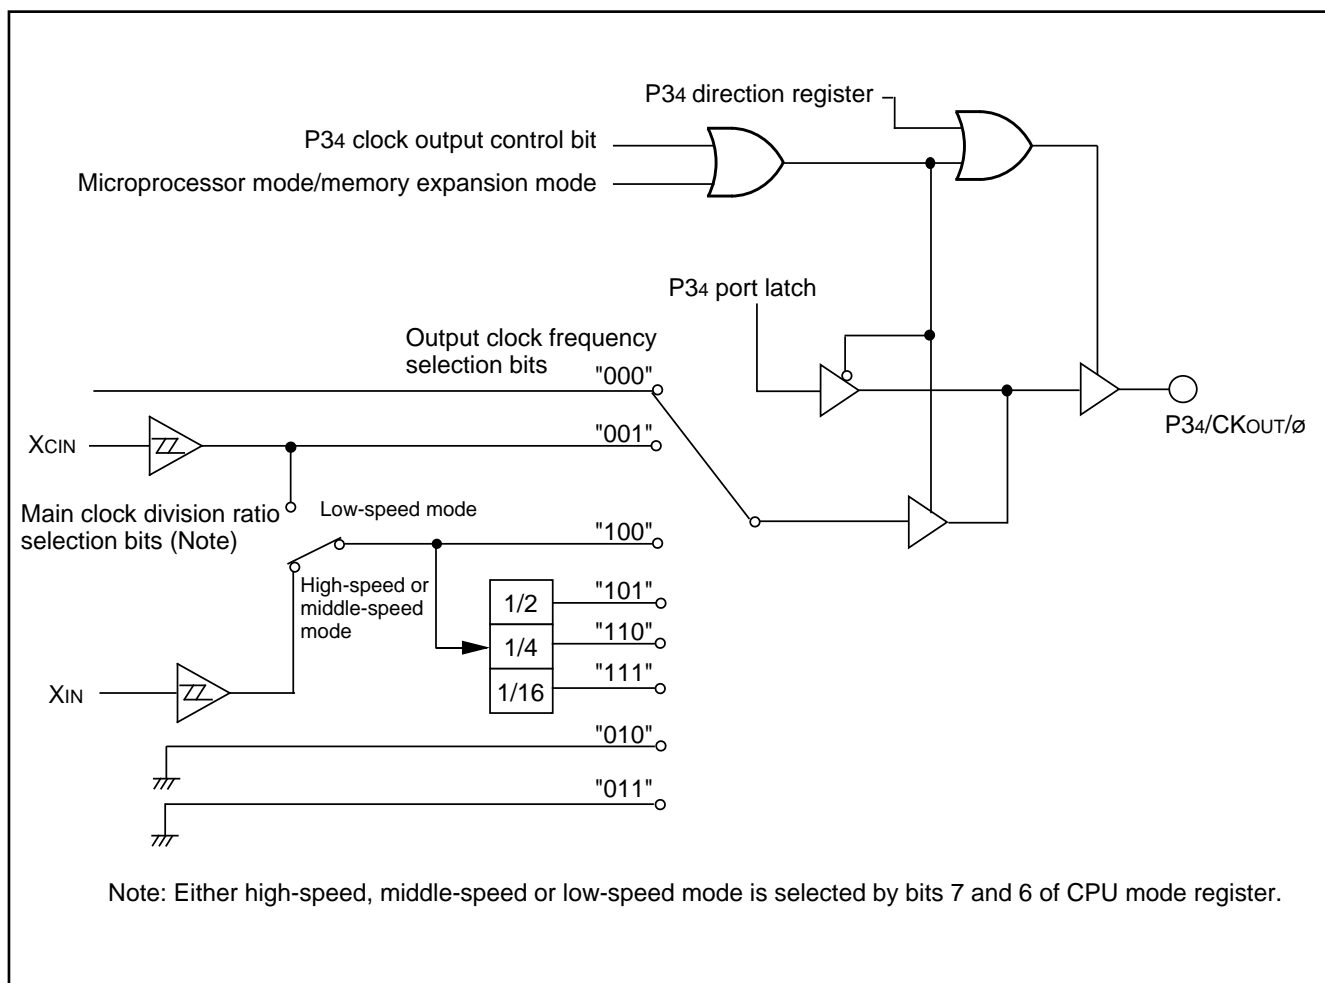 P34 direction register
P34 clock output control bit
Microprocessor mode/memory expansion mode
P34 port latch
Output clock frequency
selection bits
"000"
P34/CKOUT/ø
XCIN
"001"
Main clock division ratio
selection bits (Note)
Low-speed mode
"100"
High-speed or
middle-speed
mode
1/2
"101"
1/4
"110"
1/16
"111"
XIN
"010"
"011"
Note: Either high-speed, middle-speed or low-speed mode is selected by bits 7 and 6 of CPU mode register.